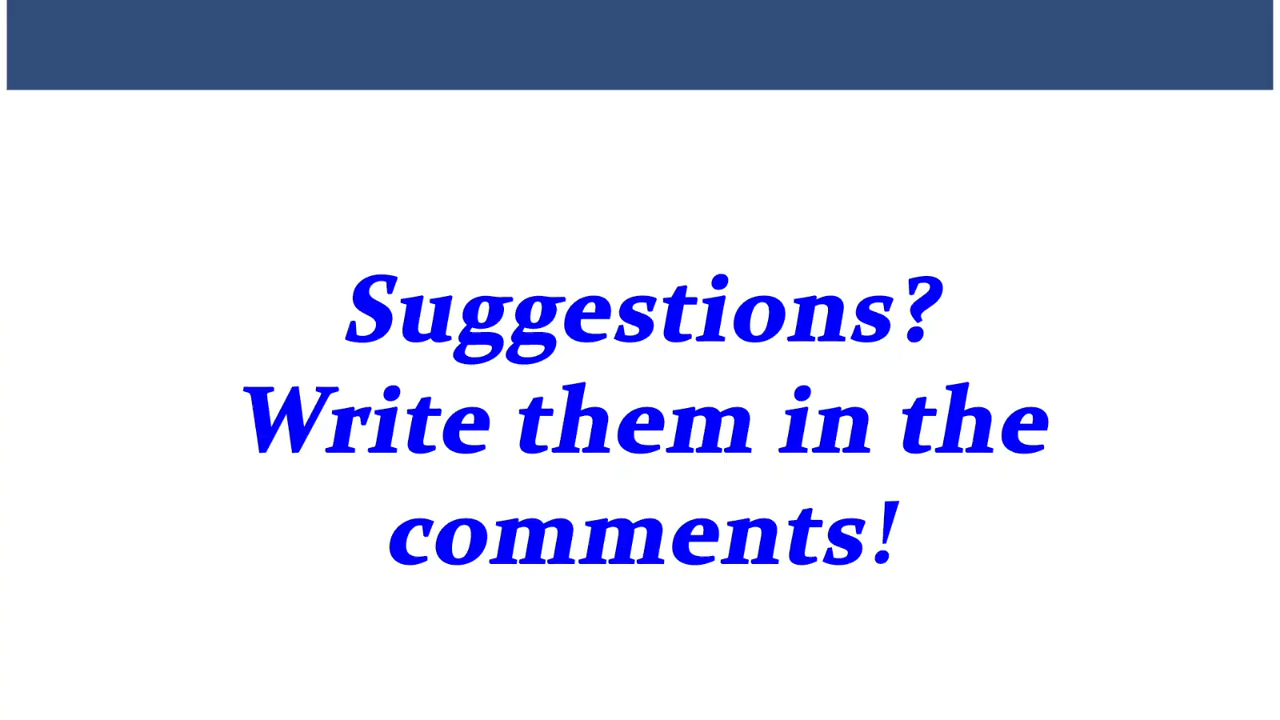 Suggestions?
Write them in the
comments!